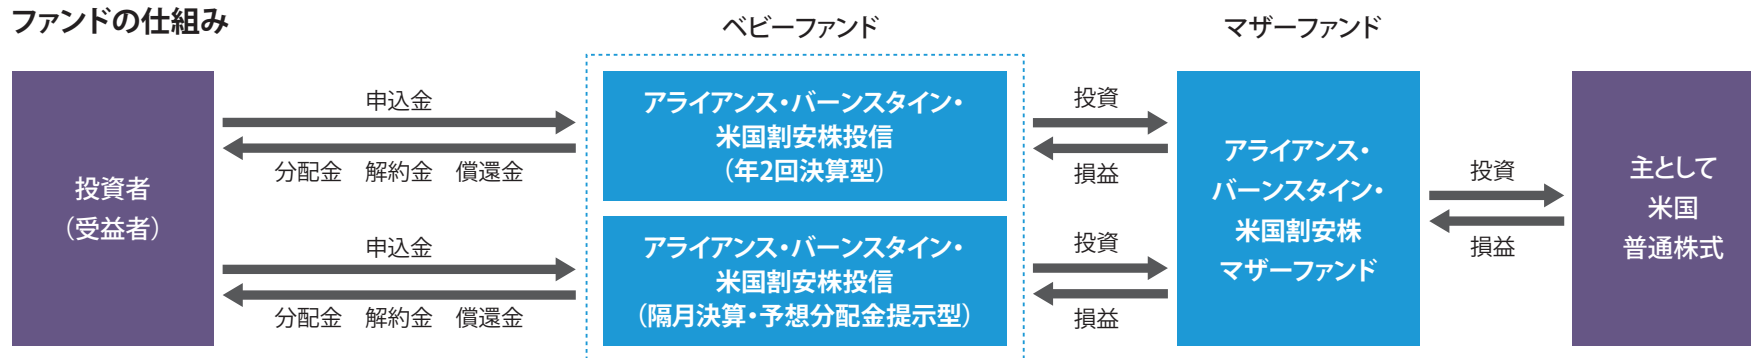 ファンドの仕組み
ベビーファンド
マザーファンド
投資者
（受益者）
申込金
分配金 解約金 償還金
申込金
分配金 解約金 償還金
アライアンス・バーンスタイン・
米国割安株投信
（年2回決算型）
アライアンス・バーンスタイン・
米国割安株投信
（隔月決算・予想分配金提示型）
投資
損益
投資
損益
アライアンス・
バーンスタイン・
米国割安株
マザーファンド
投資
損益
主として
米国
普通株式